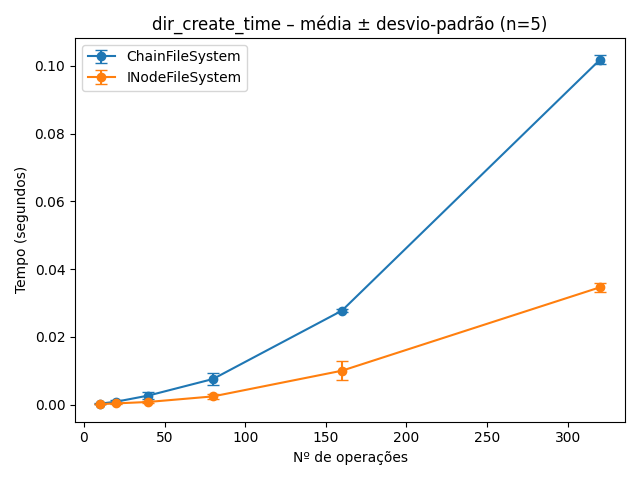 dir_create_time – média ± desvio-padrão (n=5)
ChainFileSystem
INodeFileSystem
Tempo (segundos)
0.10
0.08
0.06
0.04
0.02
0.00
0 50 100 150 200 250 300
Nº de operações